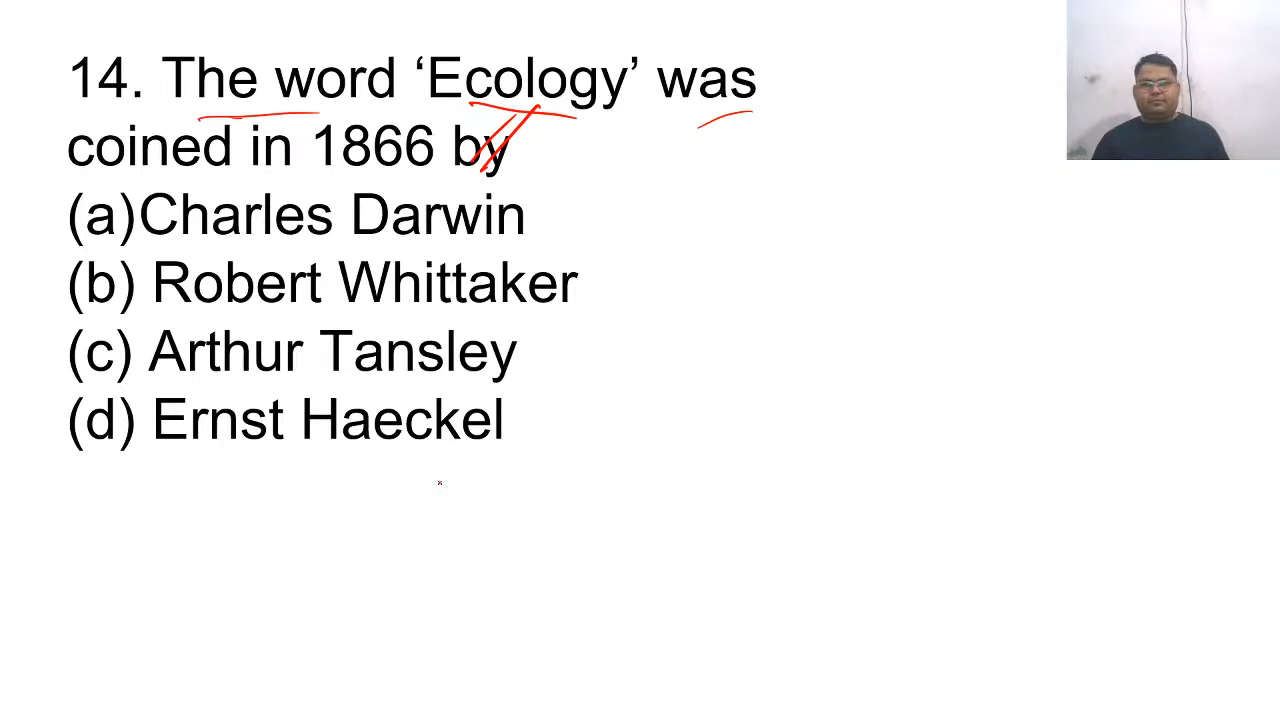 14. The word ‘Ecology’ was
coined in 1866 by
(a)Charles Darwin
(b) Robert Whittaker
(c) Arthur Tansley
(d) Ernst Haeckel